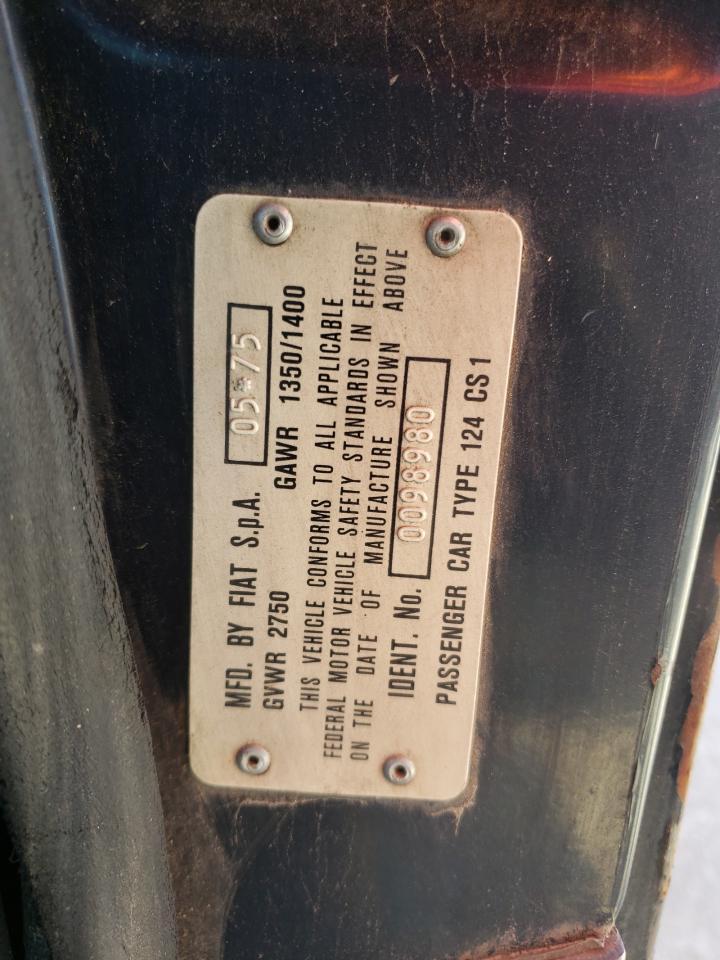 MFD. BY FIAT S.p.A. 05-75
GVWR 2750 GAWR 1350/1400
THIS VEHICLE CONFORMS TO ALL APPLICABLE
FEDERAL MOTOR VEHICLE SAFETY STANDARDS IN EFFECT
ON THE DATE OF MANUFACTURE SHOWN ABOVE
IDENT. No. 0098980
PASSENGER CAR TYPE 124 CS1